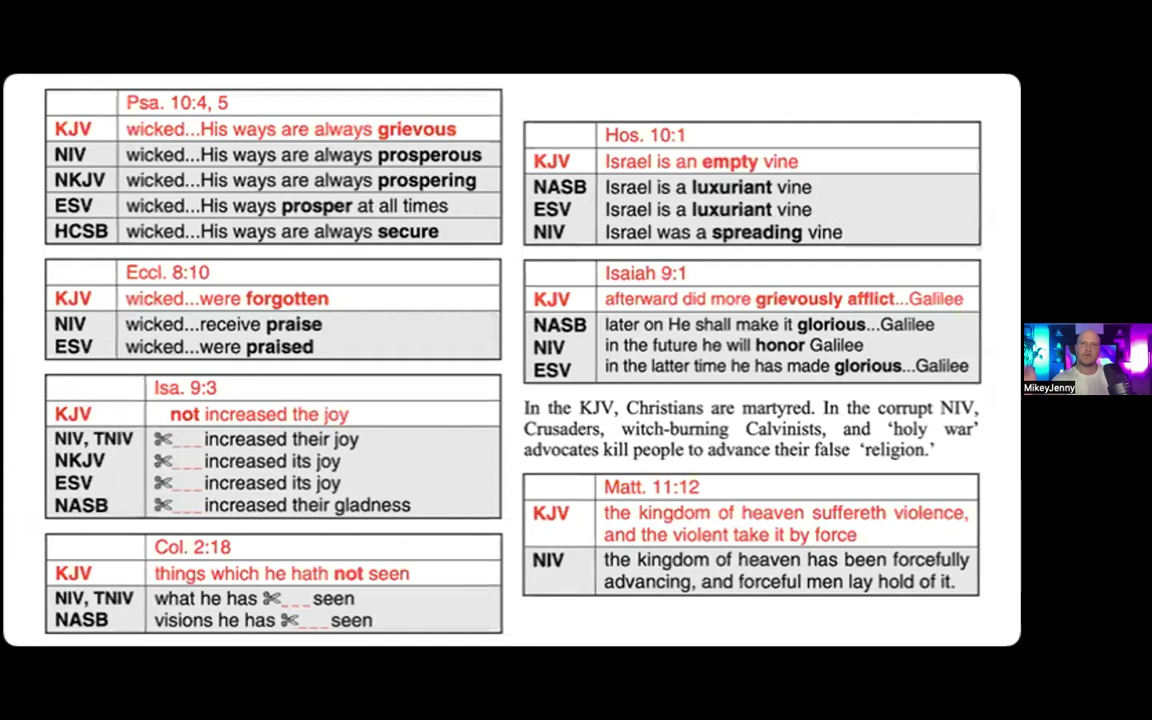 Psa. 10:4, 5
KJV wicked...His ways are always grievous
NIV wicked...His ways are always prosperous
NKJV wicked...His ways are always prospering
ESV wicked...His ways prosper at all times
HCSB wicked...His ways are always secure
Eccl. 8:10
KJV wicked...were forgotten
NIV wicked...receive praise
ESV wicked...were praised
Isa. 9:3
KJV not increased the joy
NIV, TNIV ✄___ increased their joy
NKJV ✄___ increased its joy
ESV ✄___ increased its joy
NASB ✄___ increased their gladness
Col. 2:18
KJV things which he hath not seen
NIV, TNIV what he has ✄___ seen
NASB visions he has ✄___ seen
Hos. 10:1
KJV Israel is an empty vine
NASB Israel is a luxuriant vine
ESV Israel is a luxuriant vine
NIV Israel was a spreading vine
Isaiah 9:1
KJV afterward did more grievously afflict...Galilee
NASB later on He shall make it glorious...Galilee
NIV in the future he will honor Galilee
ESV in the latter time he has made glorious...Galilee
In the KJV, Christians are martyred. In the corrupt NIV,
Crusaders, witch-burning Calvinists, and ‘holy war’
advocates kill people to advance their false ‘religion.’
Matt. 11:12
KJV the kingdom of heaven suffereth violence,
and the violent take it by force
NIV the kingdom of heaven has been forcefully
advancing, and forceful men lay hold of it.
MikeyJenny